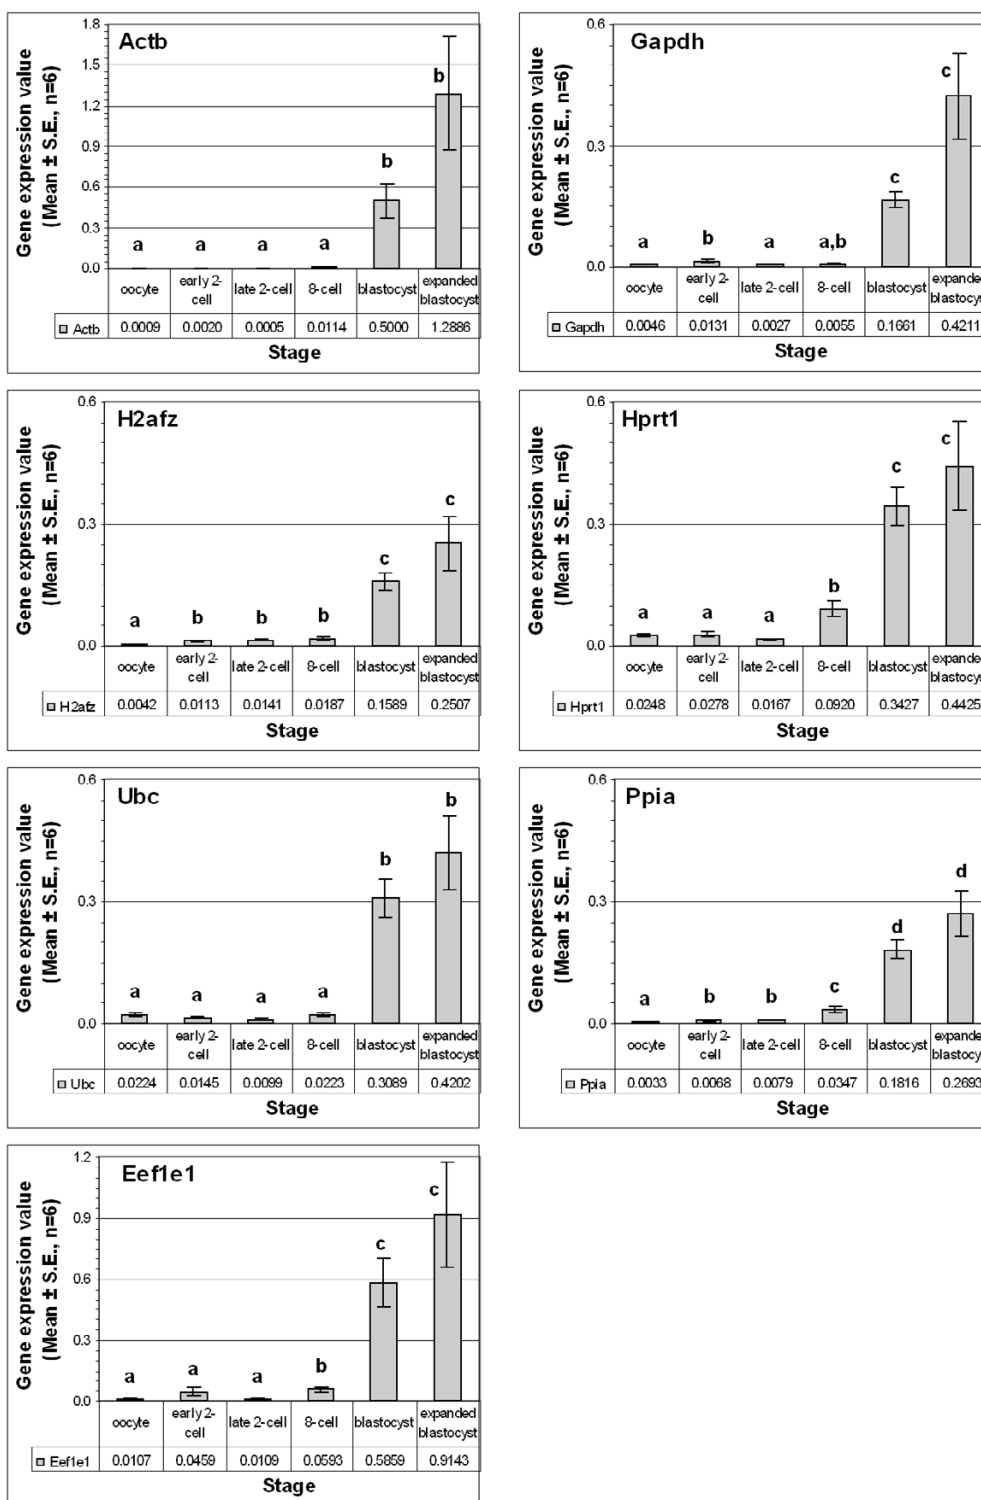 Actb
Gene expression value
(Mean ± S.E., n=6)
1.8
1.5
1.2
0.9
0.6
0.3
0.0
a a a a b b
oocyte early 2-cell late 2-cell 8-cell blastocyst expanded blastocyst
Actb 0.0009 0.0020 0.0005 0.0114 0.5000 1.2886
Stage
Gapdh
Gene expression value
(Mean ± S.E., n=6)
0.6
0.3
0.0
a b a a,b c c
oocyte early 2-cell late 2-cell 8-cell blastocyst expanded blastocyst
Gapdh 0.0046 0.0131 0.0027 0.0055 0.1661 0.4211
Stage
H2afz
Gene expression value
(Mean ± S.E., n=6)
0.6
0.3
0.0
a b b b c c
oocyte early 2-cell late 2-cell 8-cell blastocyst expanded blastocyst
H2afz 0.0042 0.0113 0.0141 0.0187 0.1589 0.2507
Stage
Hprt1
Gene expression value
(Mean ± S.E., n=6)
0.6
0.3
0.0
a a a b c c
oocyte early 2-cell late 2-cell 8-cell blastocyst expanded blastocys
Hprt1 0.0248 0.0278 0.0167 0.0920 0.3427 0.4425
Stage
Ubc
Gene expression value
(Mean ± S.E., n=6)
0.6
0.3
0.0
a a a a b b
oocyte early 2-cell late 2-cell 8-cell blastocyst expanded blastocyst
Ubc 0.0224 0.0145 0.0099 0.0223 0.3089 0.4202
Stage
Ppia
Gene expression value
(Mean ± S.E., n=6)
0.6
0.3
0.0
a b b c d d
oocyte early 2-cell late 2-cell 8-cell blastocyst expanded blastocys
Ppia 0.0033 0.0068 0.0079 0.0347 0.1816 0.2693
Stage
Eef1e1
Gene expression value
(Mean ± S.E., n=6)
1.2
0.9
0.6
0.3
0.0
a a a b c c
oocyte early 2-cell late 2-cell 8-cell blastocyst expanded blastocyst
Eef1e1 0.0107 0.0459 0.0109 0.0593 0.5859 0.9143
Stage